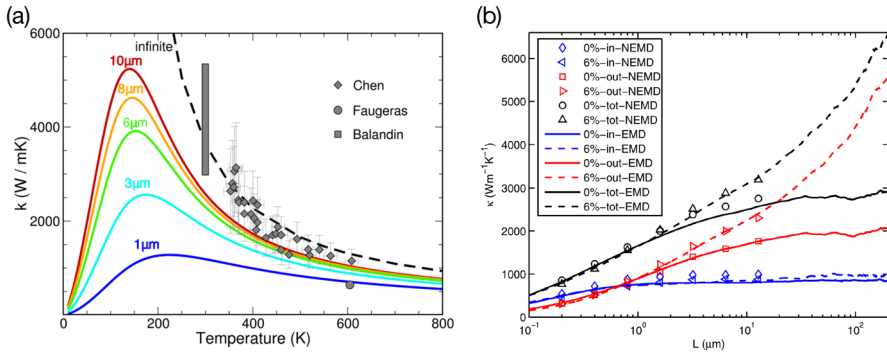 (a)
6000
4000
2000
0
k (W / mK)
infinite
10μm
8μm
6μm
3μm
1μm
Chen
Faugeras
Balandin
0
200
400
600
800
Temperature (K)
(b)
6000
5000
4000
3000
2000
1000
0
κ (Wm⁻¹K⁻¹)
0%-in-NEMD
6%-in-NEMD
0%-out-NEMD
6%-out-NEMD
0%-tot-NEMD
6%-tot-NEMD
0%-in-EMD
6%-in-EMD
0%-out-EMD
6%-out-EMD
0%-tot-EMD
6%-tot-EMD
10⁻¹
10⁰
10¹
10²
L (μm)